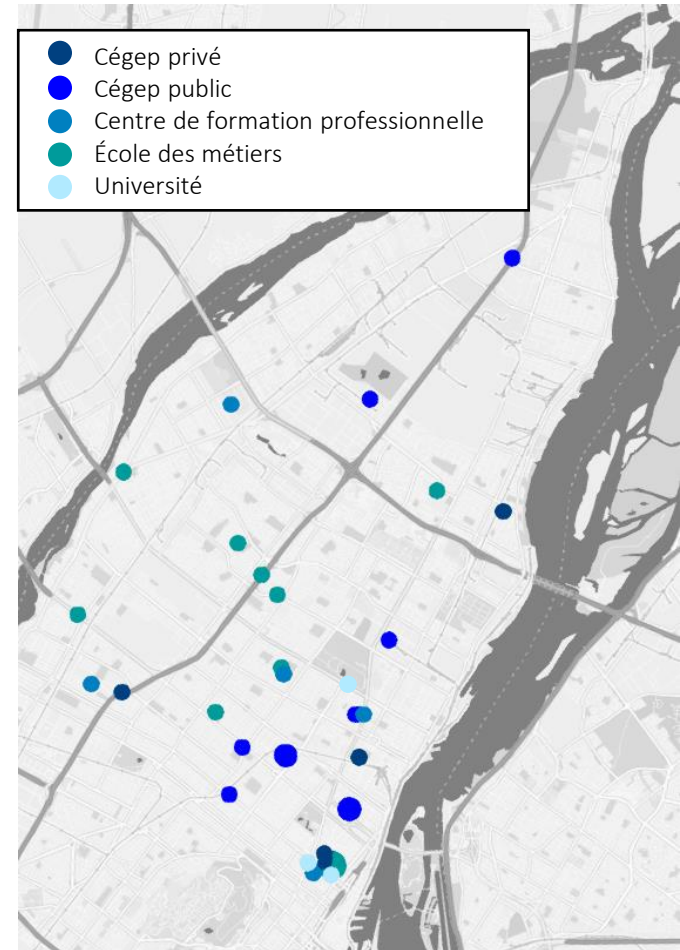 Cégep privé
Cégep public
Centre de formation professionnelle
École des métiers
Université